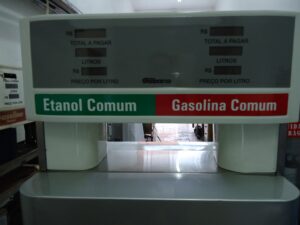 R$
R$
TOTAL A PAGAR
TOTAL A PAGAR
LITROS
LITROS
R$
R$
PREÇO POR LITRO
PREÇO POR LITRO
Etanol Comum
Gasolina Comum